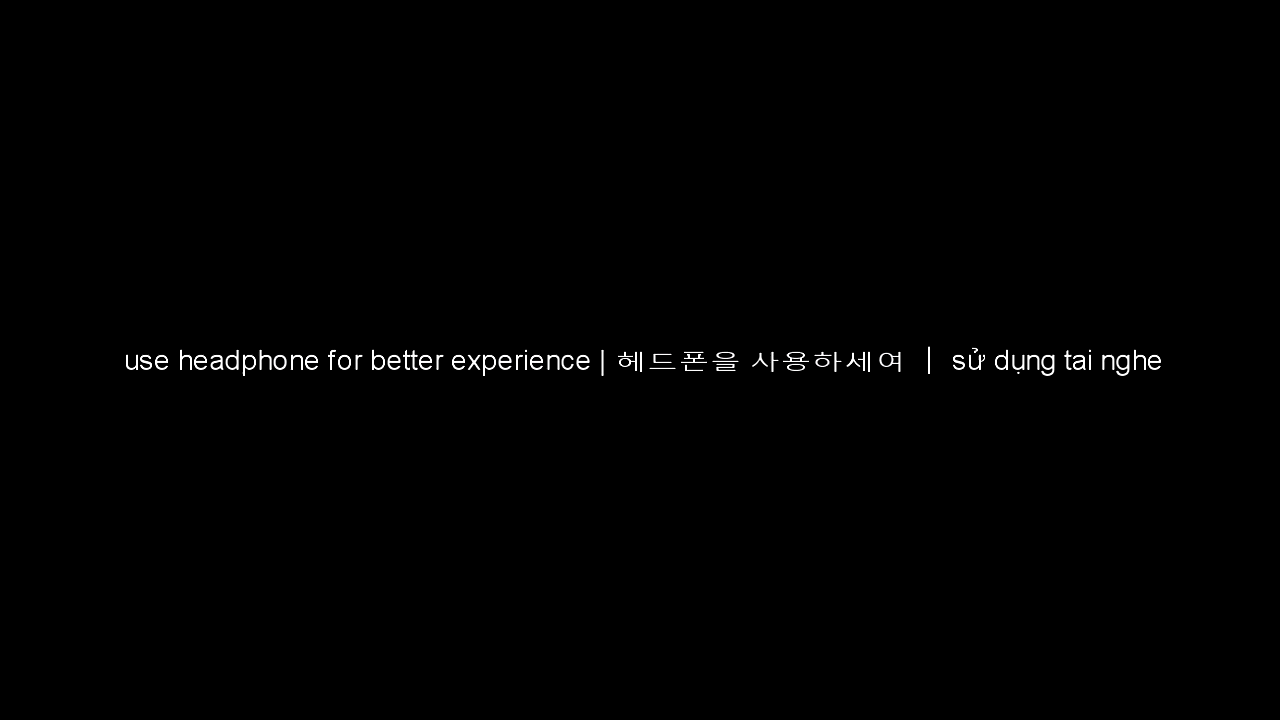 use headphone for better experience | 헤드폰을 사용하세여 | sử dụng tai nghe